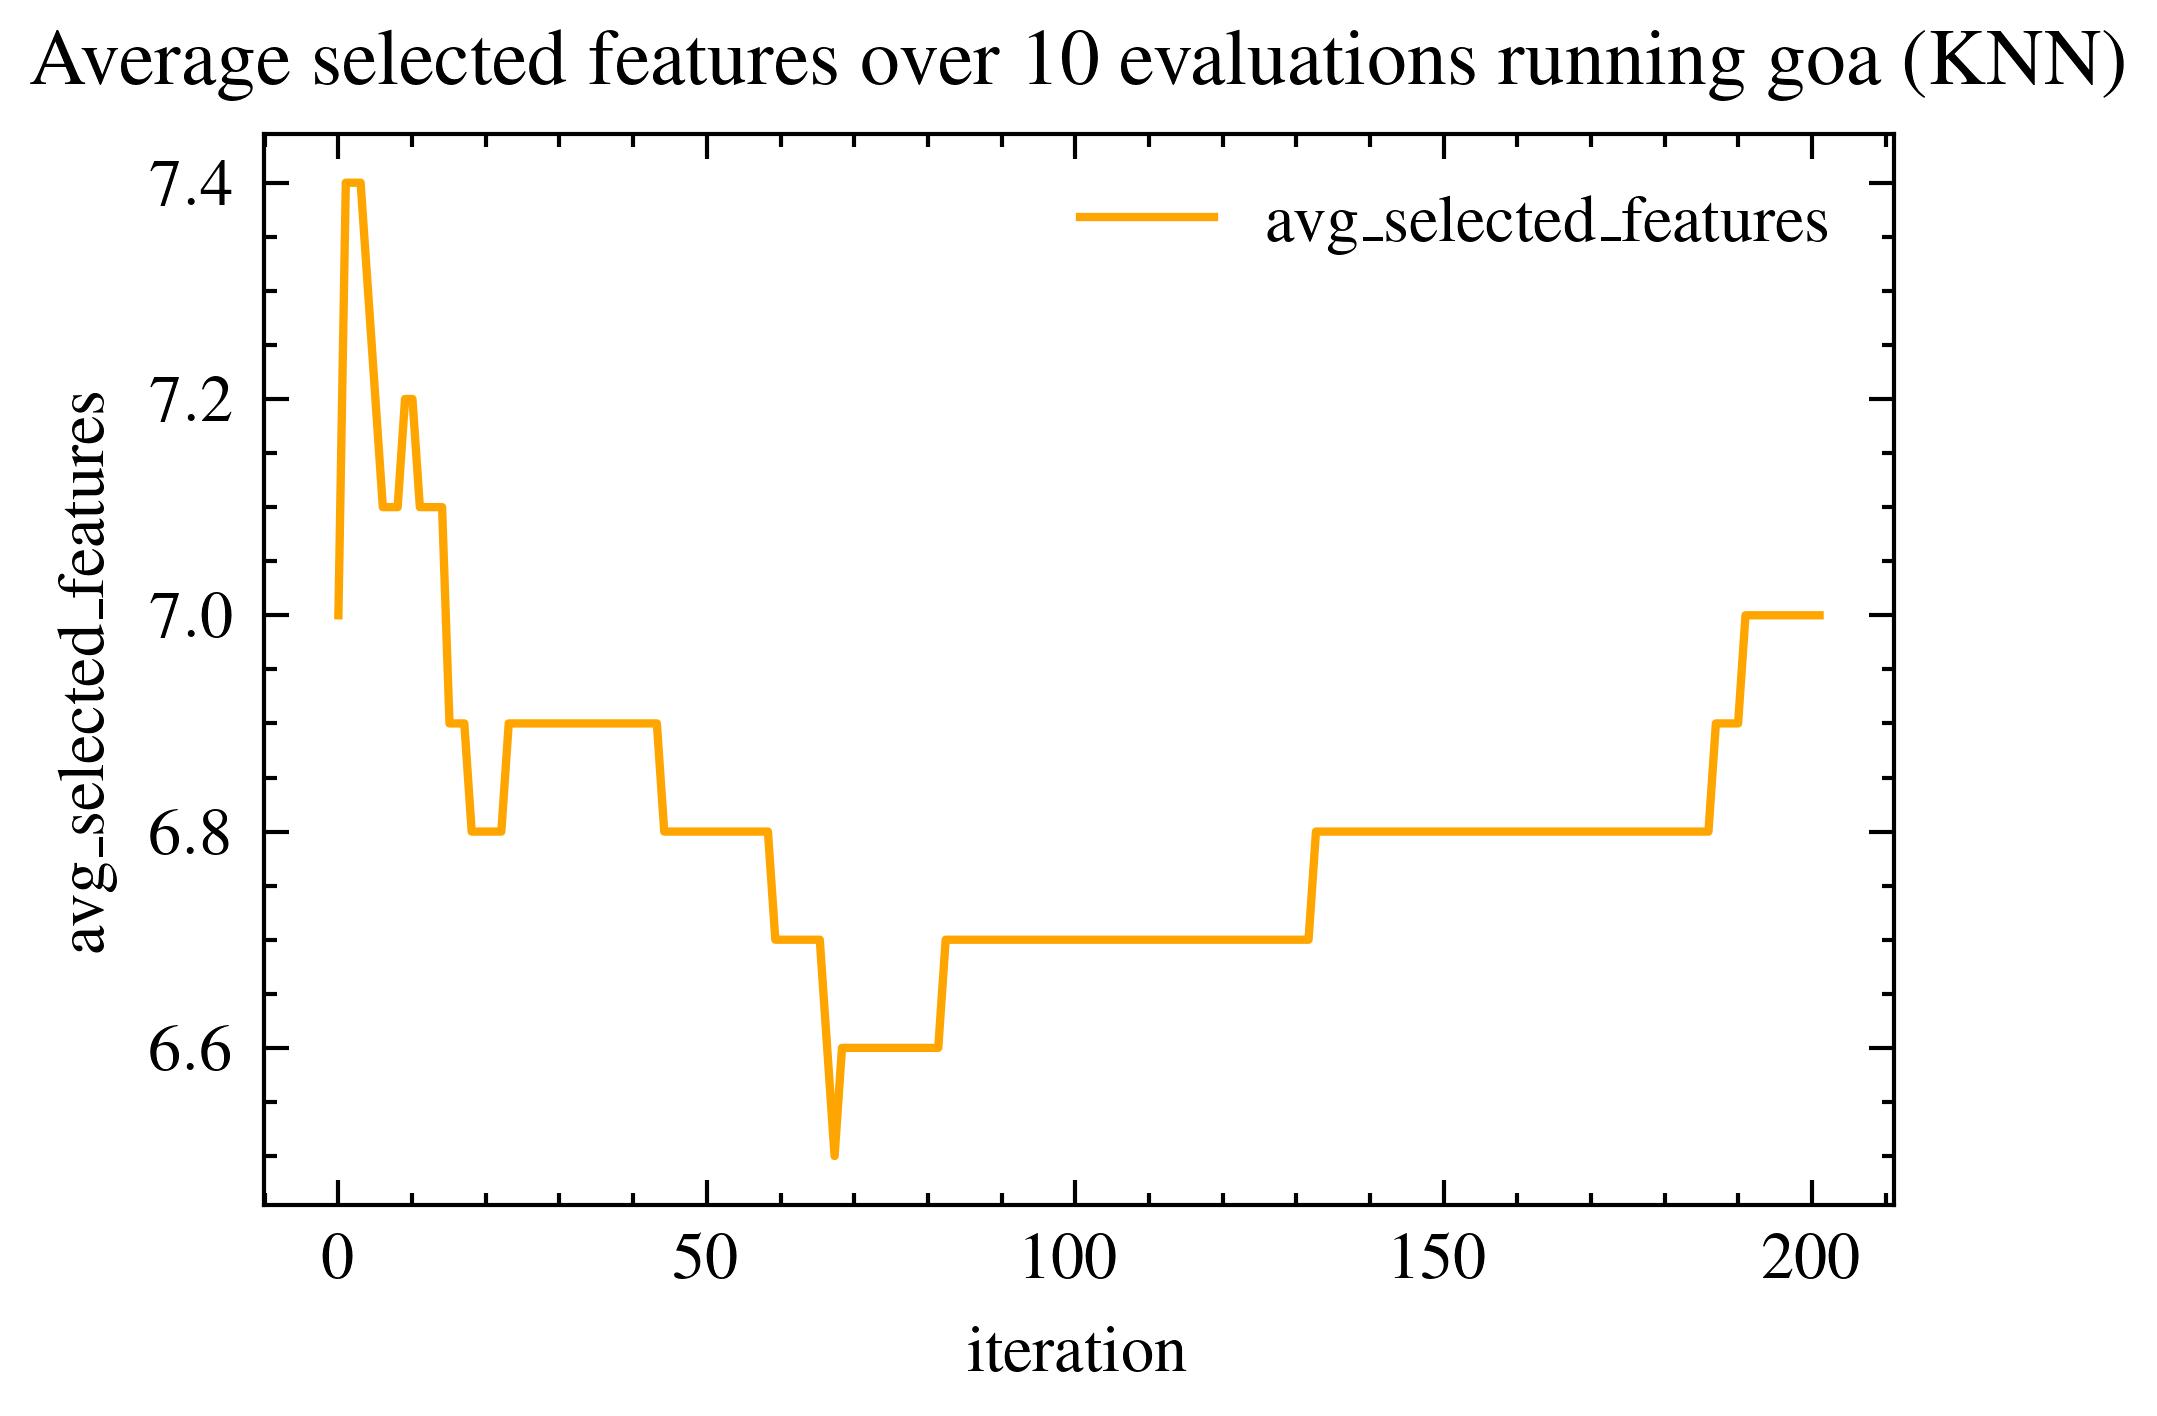 Average selected features over 10 evaluations running goa (KNN)
avg_selected_features
avg_selected_features
7.4
7.2
7.0
6.8
6.6
0 50 100 150 200
iteration